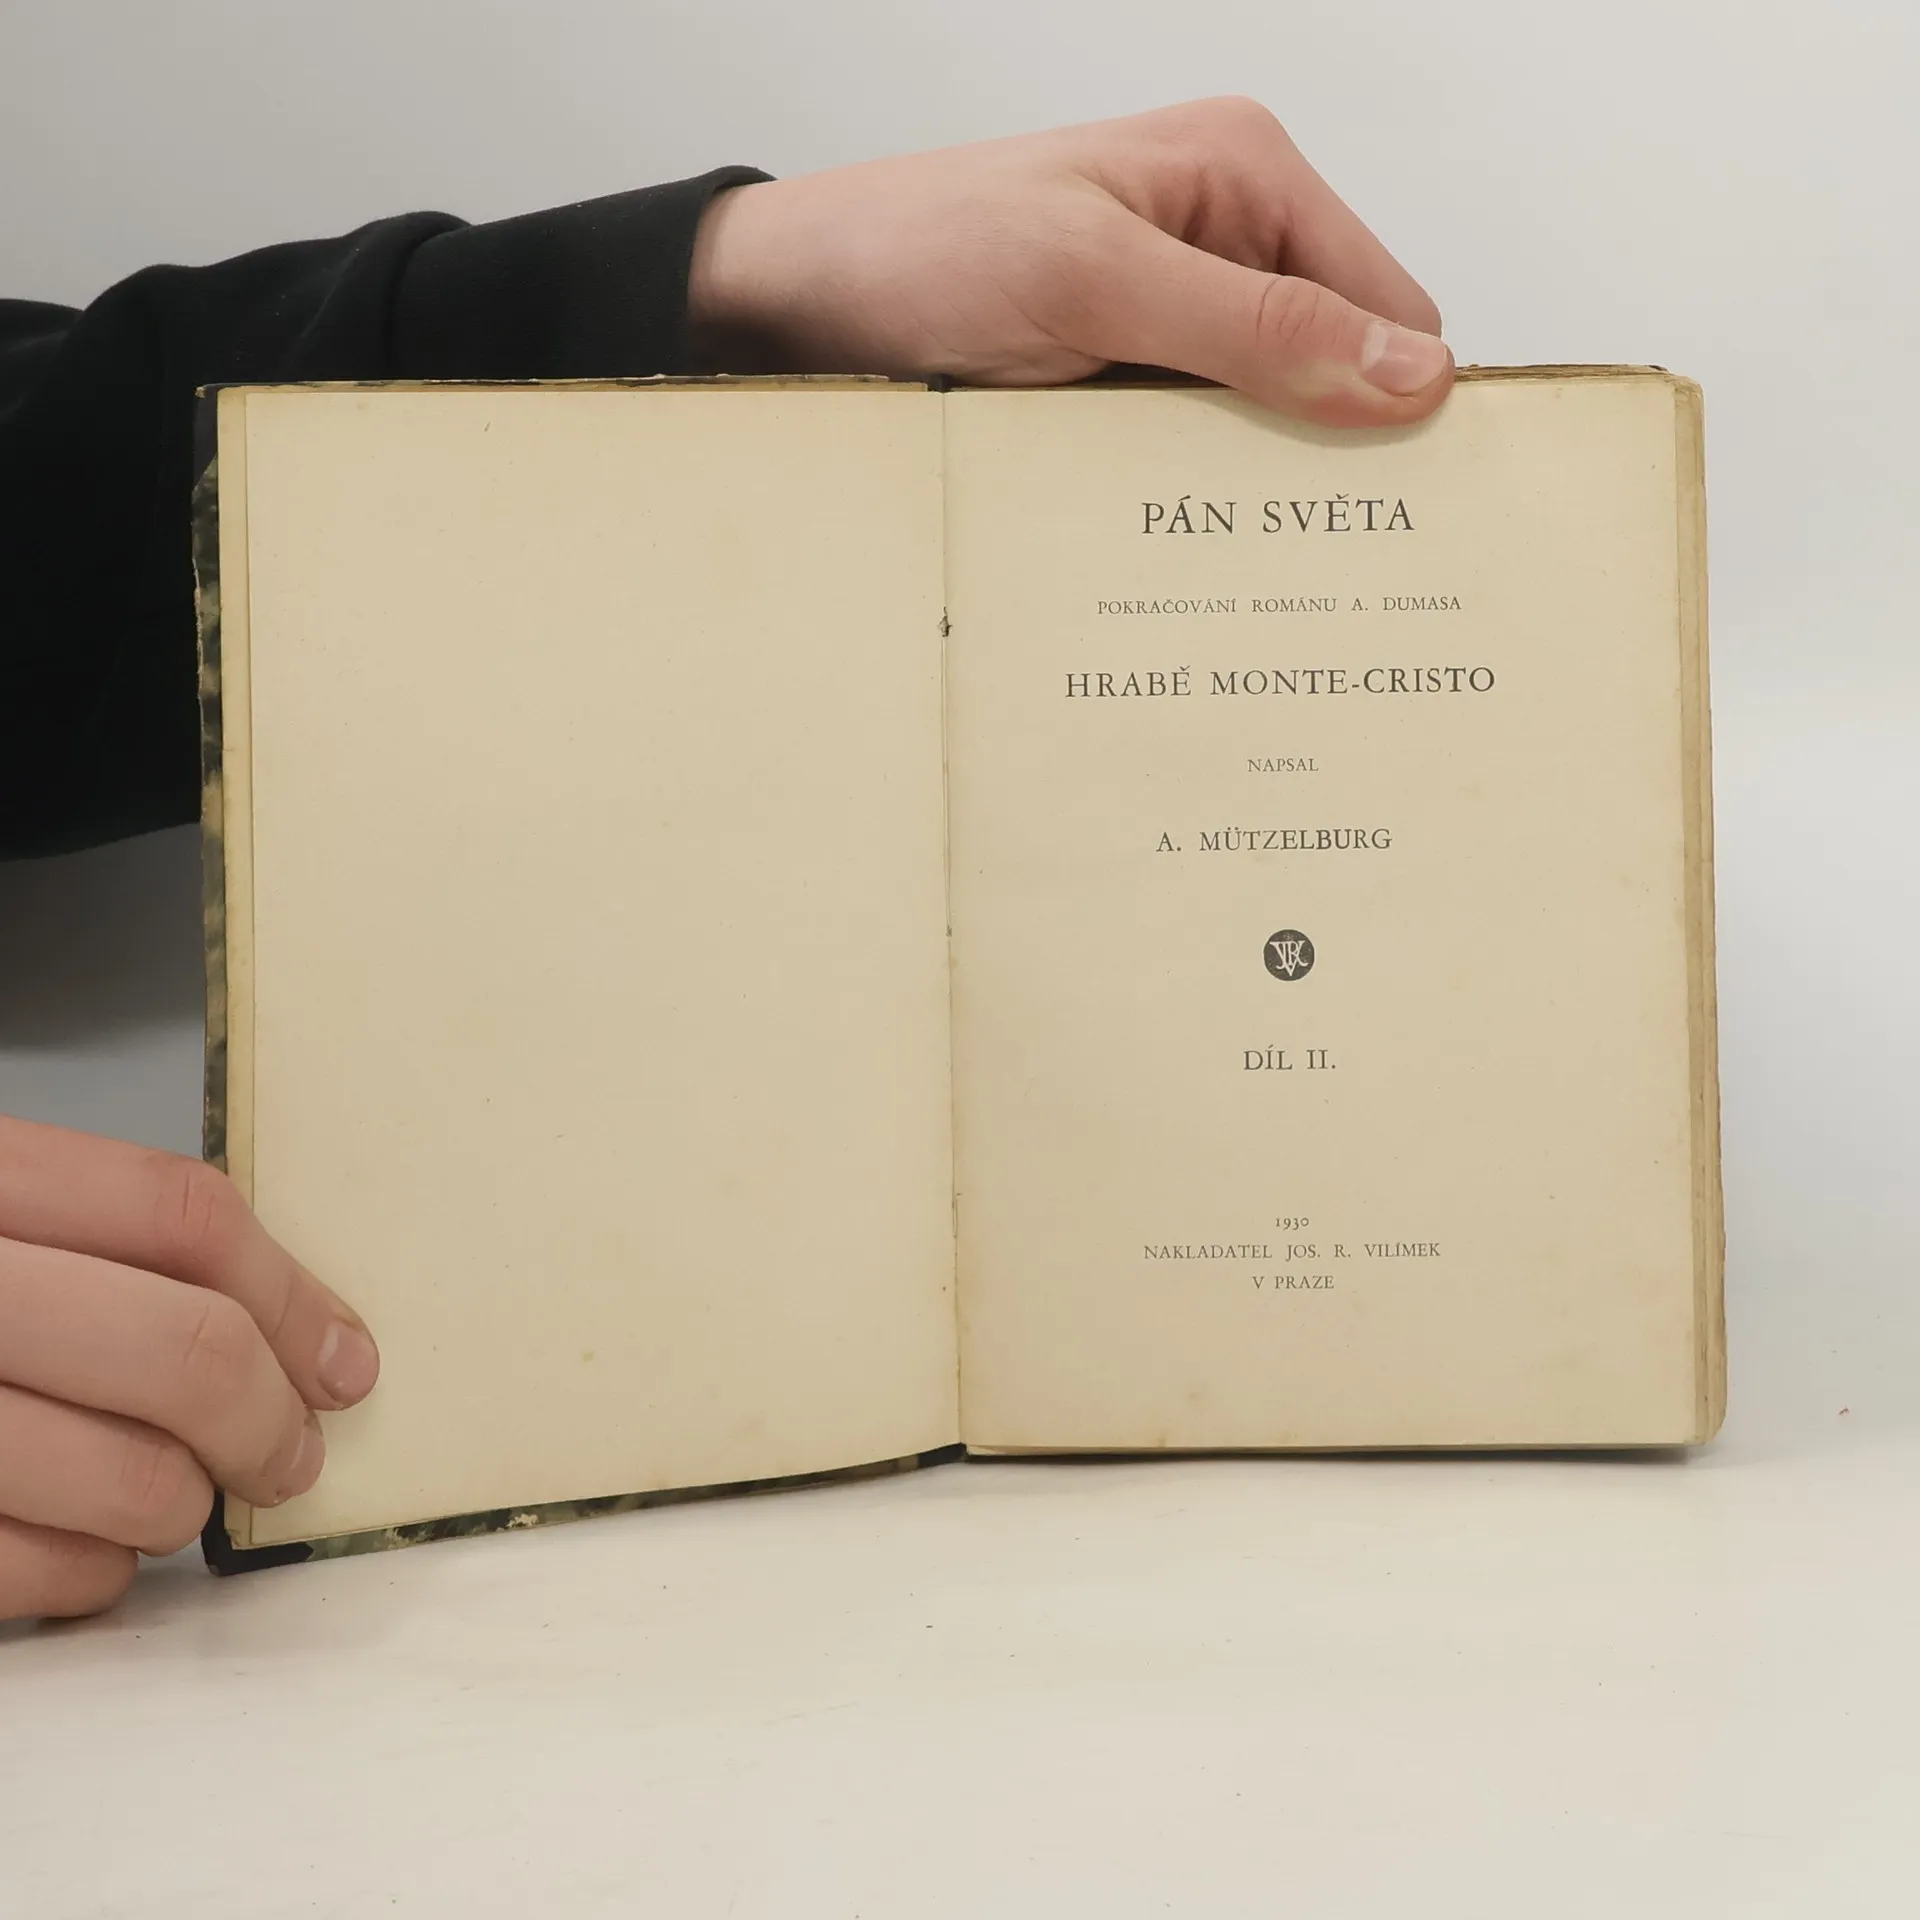 PÁN SVĚTA
POKRAČOVÁNÍ ROMÁNU A. DUMASA
HRABĚ MONTE-CRISTO
NAPSAL
A. MÜTZELBURG
DÍL II.
1930
NAKLADATEL JOS. R. VILÍMEK
V PRAZE